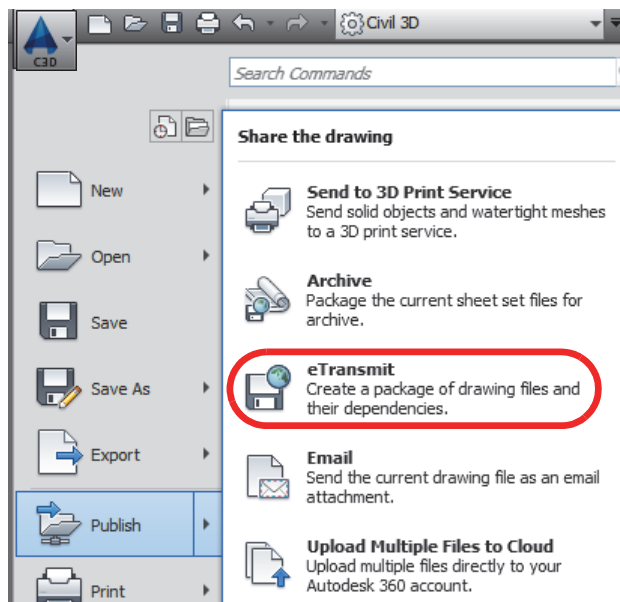 Civil 3D
C3D
Search Commands
Share the drawing
New
Open
Save
Save As
Export
Publish
Print
Send to 3D Print Service
Send solid objects and watertight meshes
to a 3D print service.
Archive
Package the current sheet set files for
archive.
eTransmit
Create a package of drawing files and
their dependencies.
Email
Send the current drawing file as an email
attachment.
Upload Multiple Files to Cloud
Upload multiple files directly to your
Autodesk 360 account.